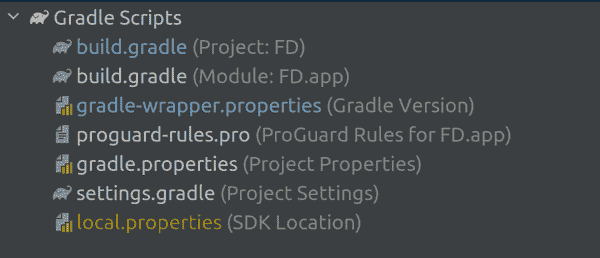 Gradle Scripts
build.gradle (Project: FD)
build.gradle (Module: FD.app)
gradle-wrapper.properties (Gradle Version)
proguard-rules.pro (ProGuard Rules for FD.app)
gradle.properties (Project Properties)
settings.gradle (Project Settings)
local.properties (SDK Location)